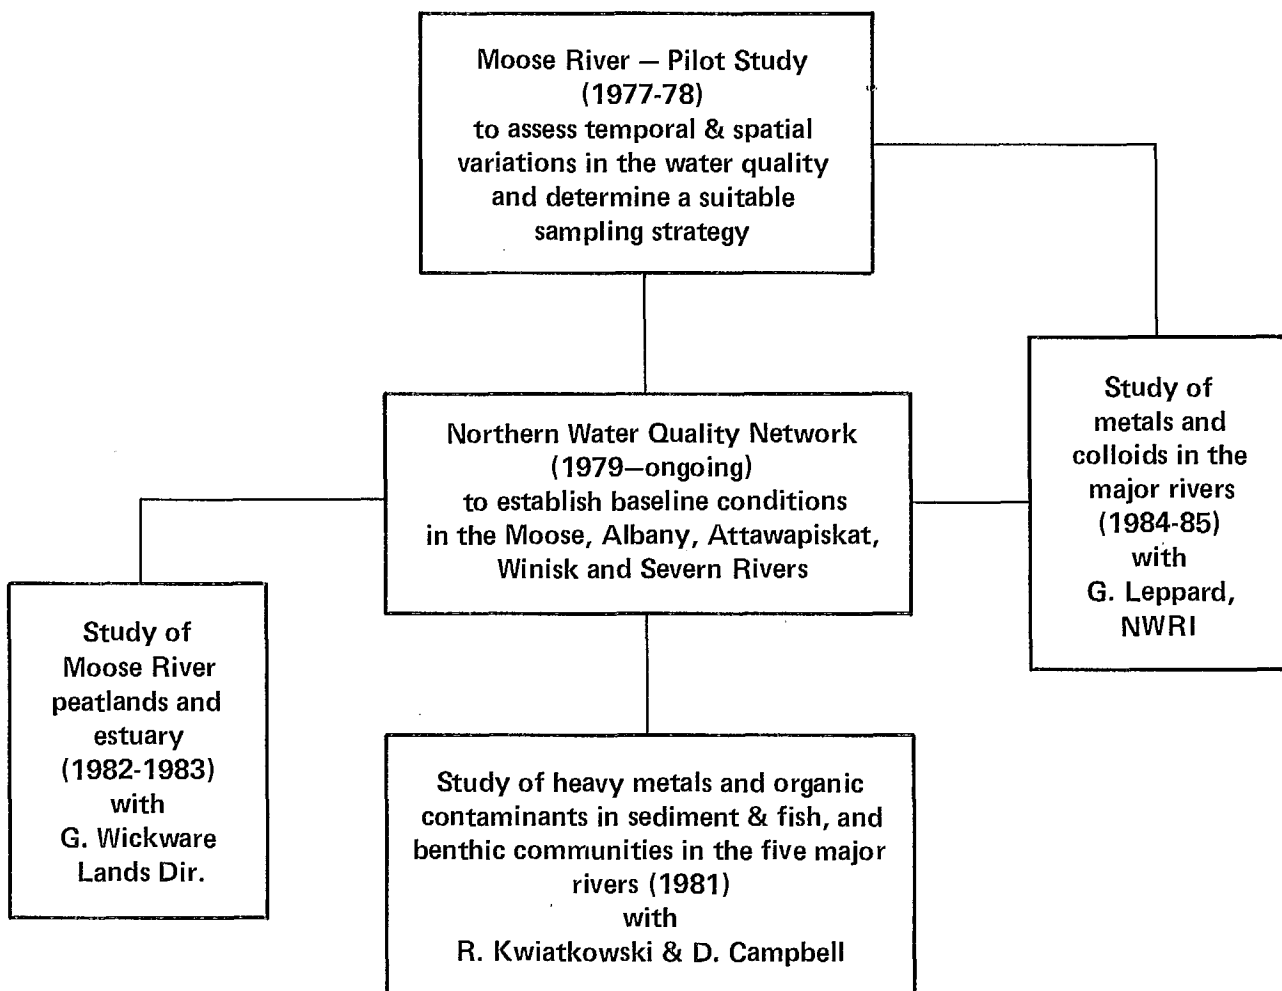 Moose River — Pilot Study
(1977-78)
to assess temporal & spatial
variations in the water quality
and determine a suitable
sampling strategy
Northern Water Quality Network
(1979—ongoing)
to establish baseline conditions
in the Moose, Albany, Attawapiskat,
Winisk and Severn Rivers
Study of
metals and
colloids in the
major rivers
(1984-85)
with
G. Leppard,
NWRI
Study of
Moose River
peatlands and
estuary
(1982-1983)
with
G. Wickware
Lands Dir.
Study of heavy metals and organic
contaminants in sediment & fish, and
benthic communities in the five major
rivers (1981)
with
R. Kwiatkowski & D. Campbell